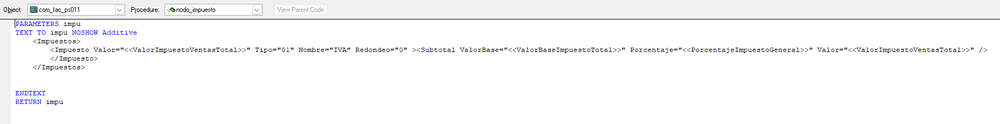 Object: com_fac_ps011 Procedure: nodo_impuesto View Parent Code
PARAMETERS impu
TEXT TO impu NOSHOW Additive
    <Impuestos>
        <Impuesto Valor="<<ValorImpuestoVentasTotal>>" Tipo="01" Nombre="IVA" Redondeo="0" ><Subtotal ValorBase="<<ValorBaseImpuestoTotal>>" Porcentaje="<<PorcentajeImpuestoGeneral>>" Valor="<<ValorImpuestoVentasTotal>>" />
        </Impuesto>
    </Impuestos>
ENDTEXT
RETURN impu